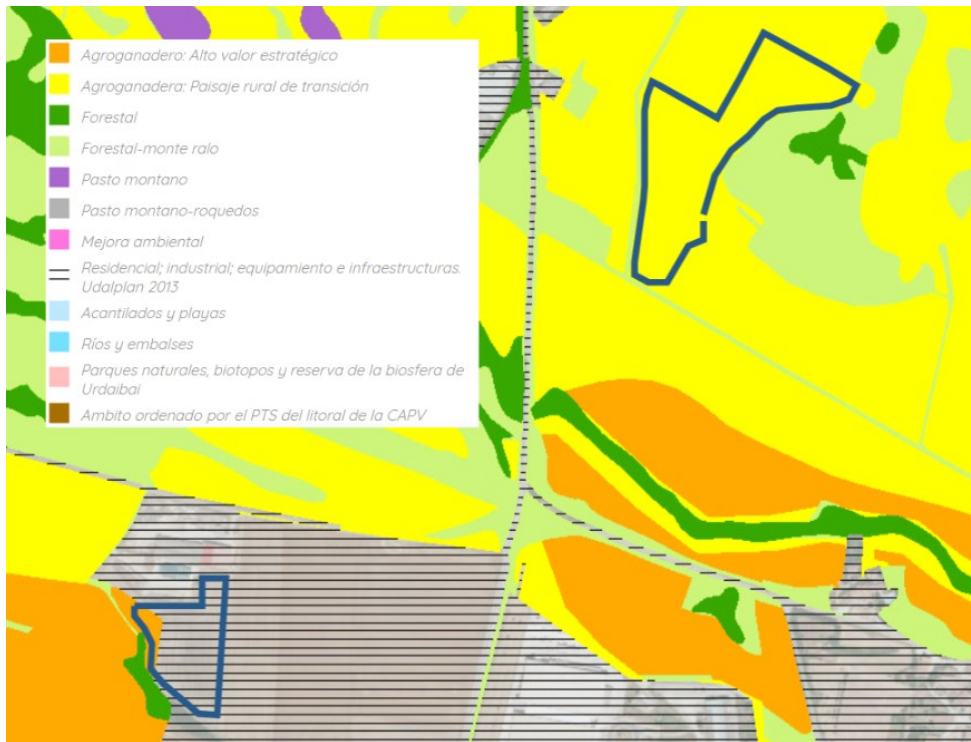 Agroganadero: Alto valor estratégico
Agroganadera: Paisaje rural de transición
Forestal
Forestal-monte ralo
Pasto montano
Pasto montano-roquedos
Mejora ambiental
Residencial; industrial; equipamiento e infraestructuras.
Udalplan 2013
Acantilados y playas
Ríos y embalses
Parques naturales, biotopos y reserva de la biosfera de
Urdaibai
Ambito ordenado por el PTS del litoral de la CAPV